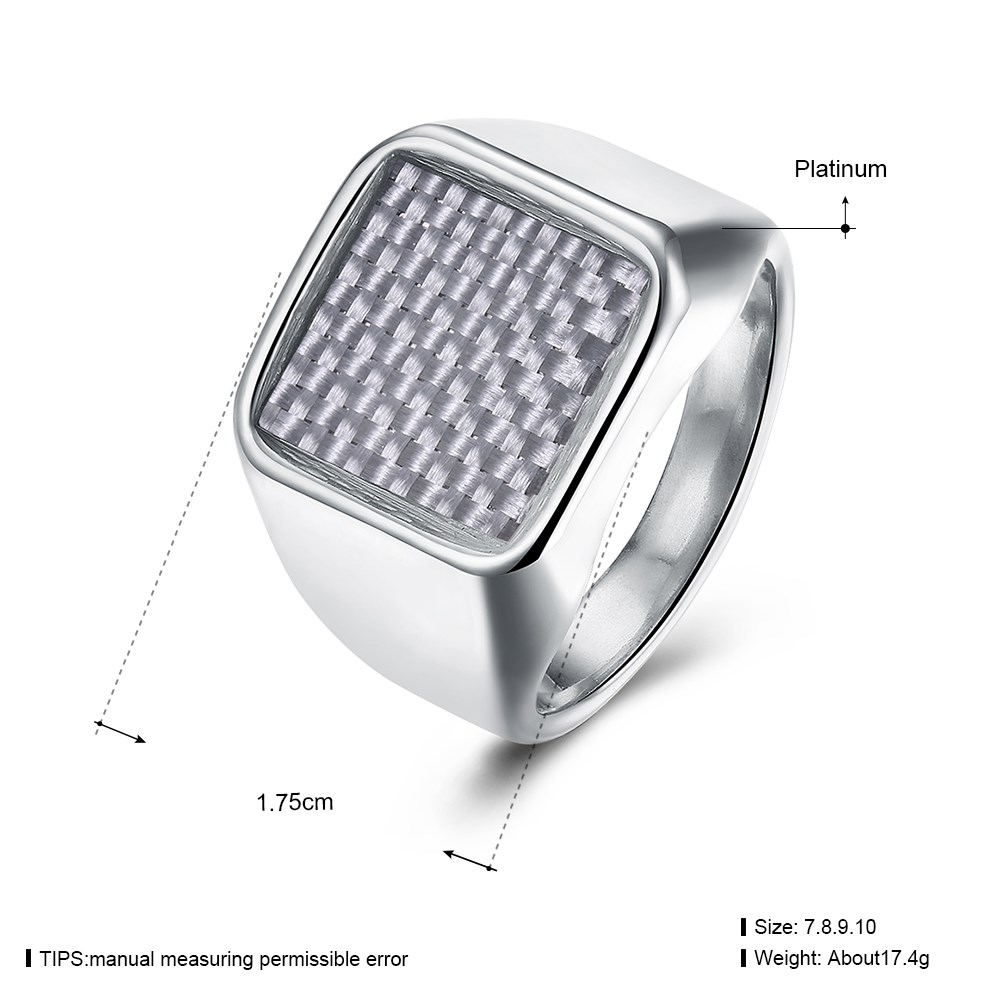 Platinum
1.75cm
Size: 7.8.9.10
TIPS:manual measuring permissible error
Weight: About17.4g